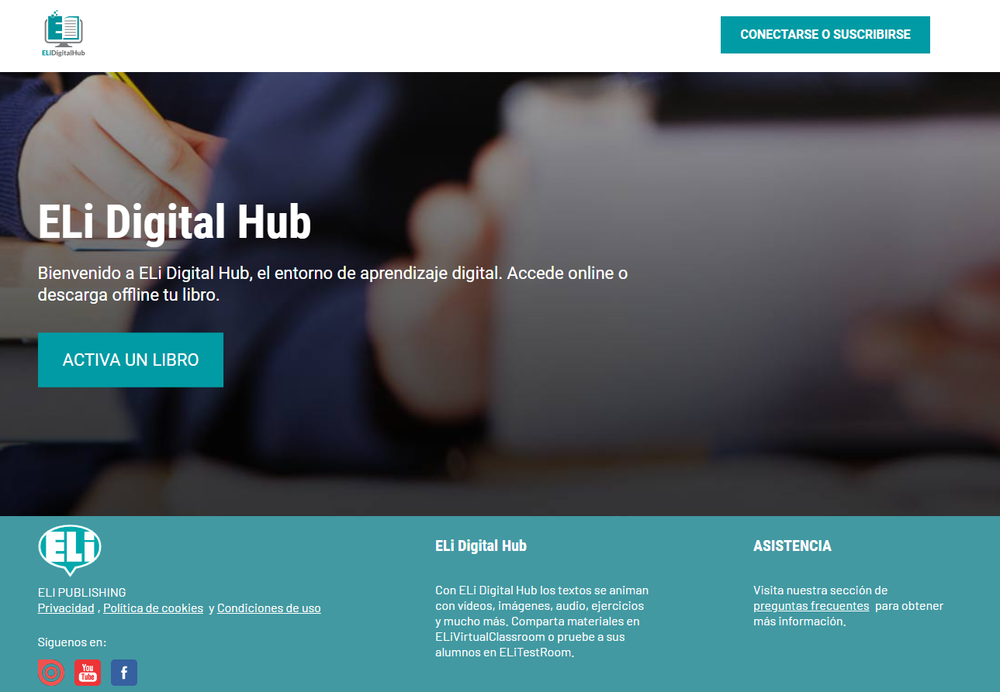 ELiDigitalHub
CONECTARSE O SUSCRIBIRSE
ELi Digital Hub
Bienvenido a ELi Digital Hub, el entorno de aprendizaje digital. Accede online o
descarga offline tu libro.
ACTIVA UN LIBRO
ELi
ELI PUBLISHING
Privacidad , Política de cookies y Condiciones de uso
Síguenos en:
You
Tube
f
ELi Digital Hub
Con ELi Digital Hub los textos se animan
con vídeos, imágenes, audio, ejercicios
y mucho más. Comparta materiales en
ELiVirtualClassroom o pruebe a sus
alumnos en ELiTestRoom.
ASISTENCIA
Visita nuestra sección de
preguntas frecuentes para obtener
más información.